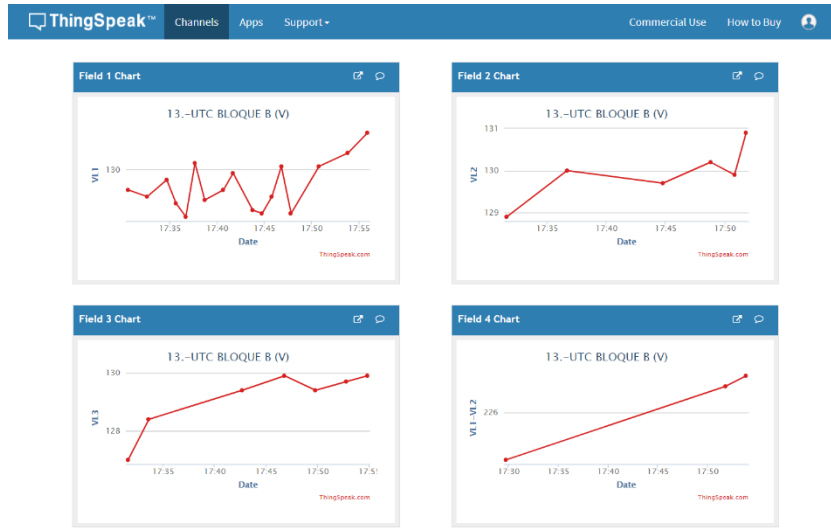 ThingSpeak™ Channels Apps Support Commercial Use How to Buy
Field 1 Chart
13.-UTC BLOQUE B (V)
VL1
130
17:35 17:40 17:45 17:50 17:55
Date
ThingSpeak.com
Field 2 Chart
13.-UTC BLOQUE B (V)
VL2
131
130
129
17:35 17:40 17:45 17:50
Date
ThingSpeak.com
Field 3 Chart
13.-UTC BLOQUE B (V)
VL3
130
128
17:35 17:40 17:45 17:50 17:5
Date
ThingSpeak.com
Field 4 Chart
13.-UTC BLOQUE B (V)
VL1-VL2
226
17:30 17:35 17:40 17:45 17:50
Date
ThingSpeak.com